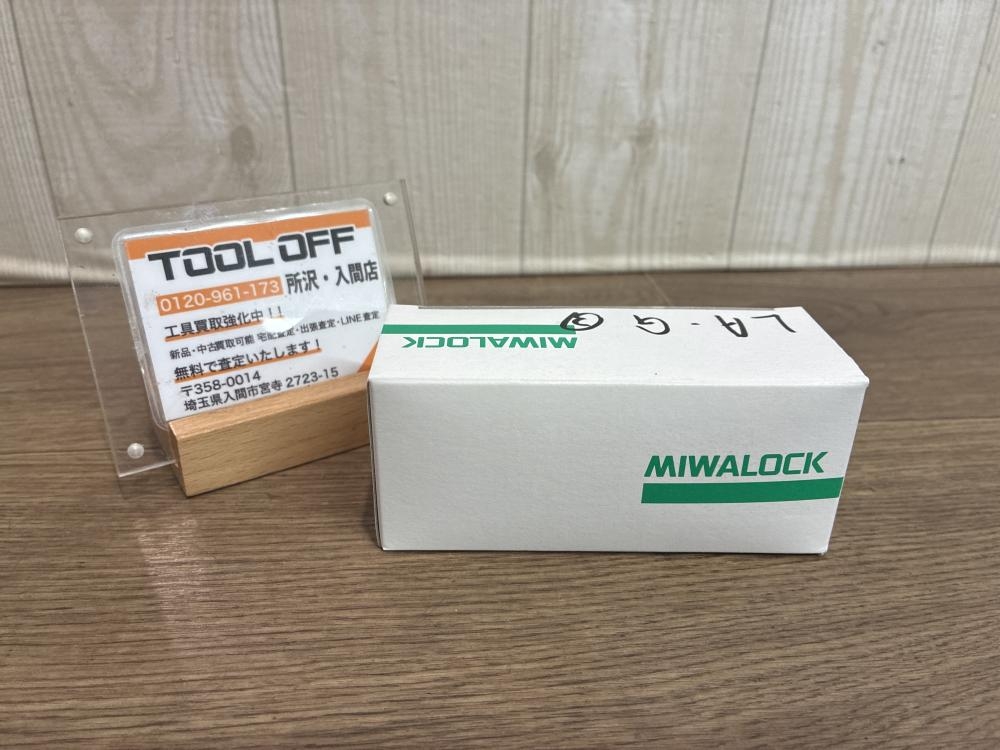 TOOL OFF
0120-961-173 所沢・入間店
工具買取強化中!!
新品・中古買取可能 宅配査定・出張査定・LINE査定
無料で査定いたします!
〒358-0014
埼玉県入間市宮寺 2723-15
MIWALOCK
LA・G
MIWALOCK